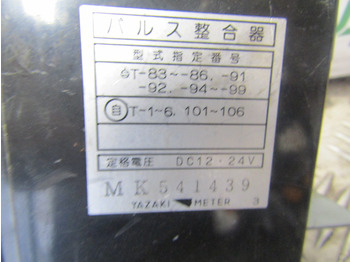 パルス整合器
型式指定番号
T-83~-86.-91
-92.-94~-99
自 T-1~6. 101~106
定格電圧 DC12・24V
MK541439
YAZAKI METER 3